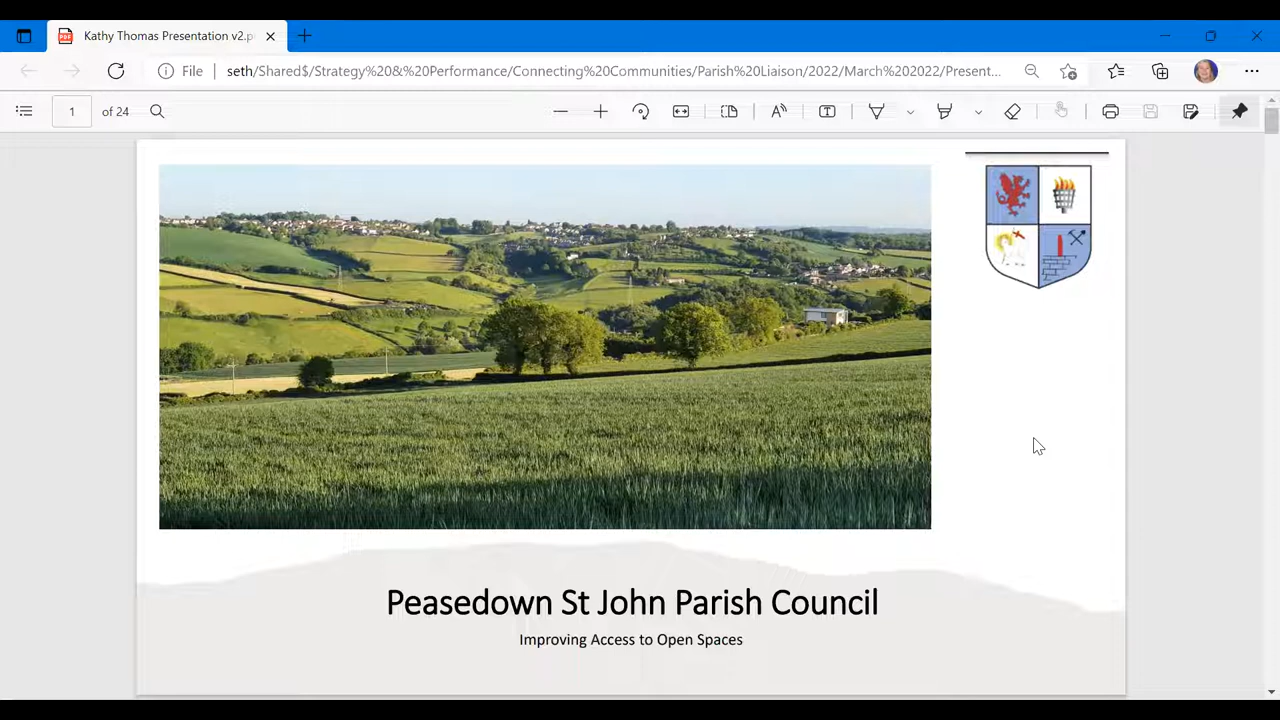 Kathy Thomas Presentation v2.p
File
seth/Shared$/Strategy%20&%20Performance/Connecting%20Communities/Parish%20Liaison/2022/March%202022/Present...
1 of 24
Peasedown St John Parish Council
Improving Access to Open Spaces